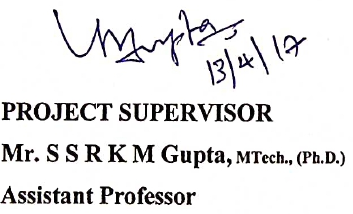 13/4/17
PROJECT SUPERVISOR
Mr. S S R K M Gupta, MTech., (Ph.D.)
Assistant Professor